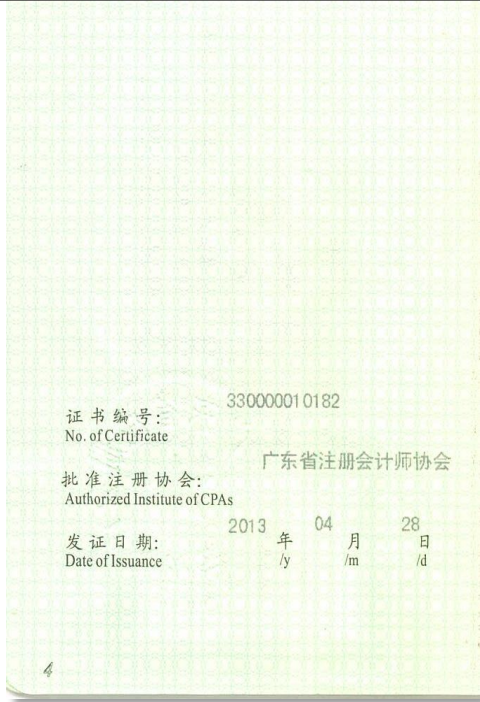 330000010182
证书编号:
No. of Certificate
广东省注册会计师协会
批准注册协会:
Authorized Institute of CPAs
2013 04 28
发证日期: 年 月 日
Date of Issuance /y /m /d
4